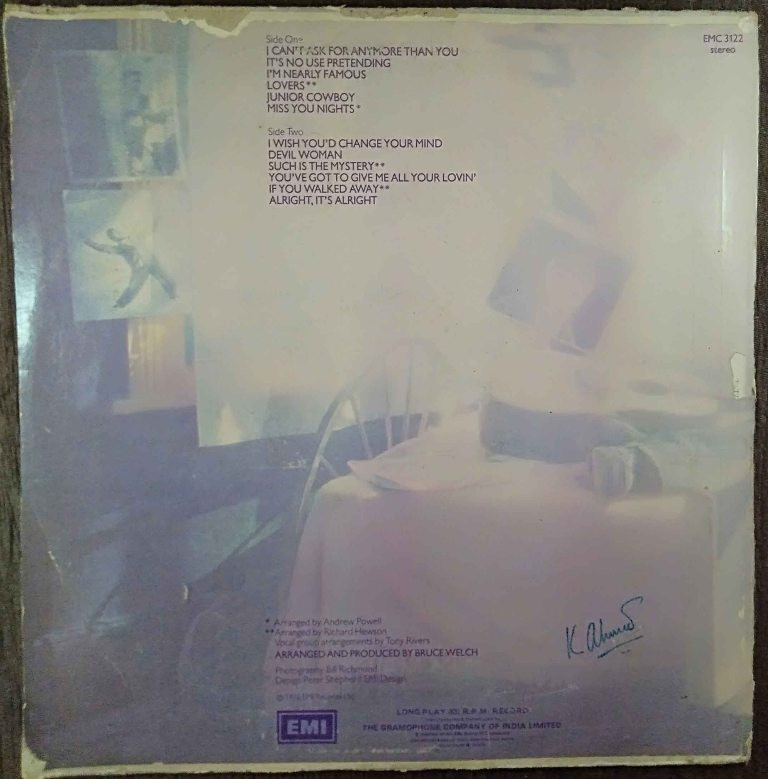 Side One
I CAN'T ASK FOR ANYMORE THAN YOU
IT'S NO USE PRETENDING
I'M NEARLY FAMOUS
LOVERS**
JUNIOR COWBOY
MISS YOU NIGHTS*
Side Two
I WISH YOU'D CHANGE YOUR MIND
DEVIL WOMAN
SUCH IS THE MYSTERY**
YOU'VE GOT TO GIVE ME ALL YOUR LOVIN'
IF YOU WALKED AWAY**
ALRIGHT, IT'S ALRIGHT
EMC 3122
stereo
* Arranged by Andrew Powell
** Arranged by Richard Hewson
Vocal group arrangements by Tony Rivers
ARRANGED AND PRODUCED BY BRUCE WELCH
Photography Bill Richmond
Design Peter Shepherd EMI Design
K. Ahmed
EMI
LONG PLAY 33⅓ R.P.M. RECORD
THE GRAMOPHONE COMPANY OF INDIA LIMITED